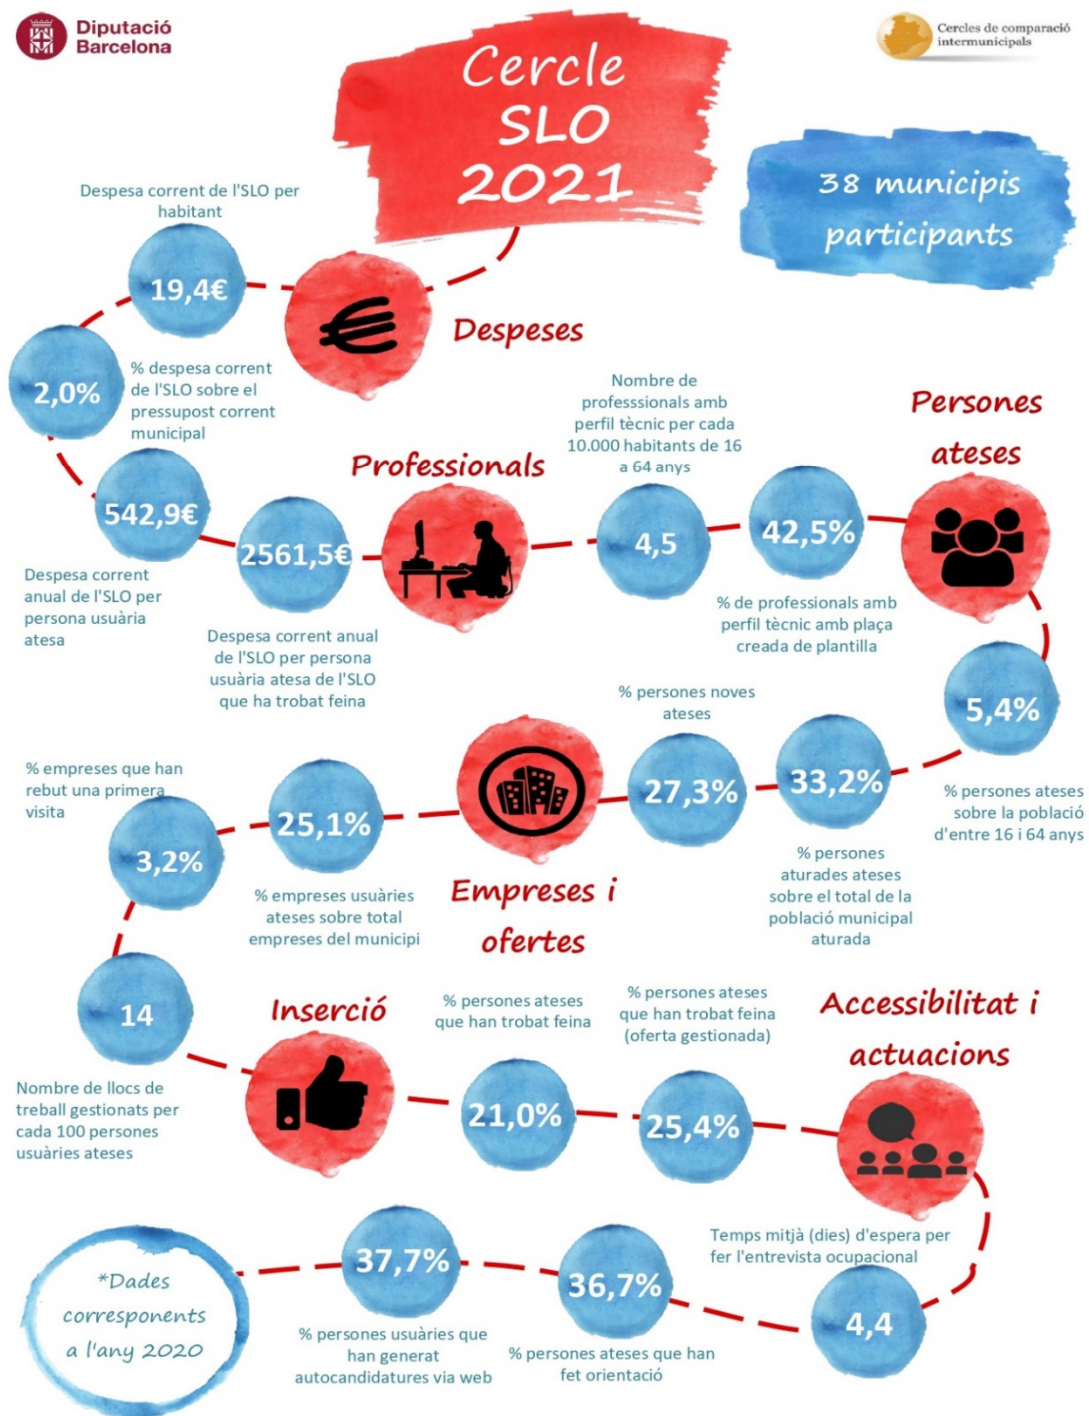 Diputació
Barcelona
Cercle
SLO
2021
Cercles de comparació
intermunicipals
38 municipis
participants
Despesa corrent de l'SLO per
habitant
19,4€
Despeses
2,0%
% despesa corrent
de l'SLO sobre el
pressupost corrent
municipal
542,9€
Despesa corrent
anual de l'SLO per
persona usuària
atesa
2561,5€
Despesa corrent anual
de l'SLO per persona
usuària atesa de l'SLO
que ha trobat feina
Professionals
Nombre de
professsionals amb
perfil tècnic per cada
10.000 habitants de 16
a 64 anys
4,5
42,5%
% de professionals amb
perfil tècnic amb plaça
creada de plantilla
Persones
ateses
5,4%
% persones ateses
sobre la població
d'entre 16 i 64 anys
33,2%
% persones
aturades ateses
sobre el total de la
població municipal
aturada
% persones noves
ateses
27,3%
Empreses i
ofertes
25,1%
% empreses usuàries
ateses sobre total
empreses del municipi
% empreses que han
rebut una primera
visita
3,2%
14
Nombre de llocs de
treball gestionats per
cada 100 persones
usuàries ateses
Inserció
% persones ateses
que han trobat feina
21,0%
% persones ateses
que han trobat feina
(oferta gestionada)
25,4%
Accessibilitat i
actuacions
Temps mitjà (dies) d'espera per
fer l'entrevista ocupacional
4,4
36,7%
% persones ateses que han
fet orientació
37,7%
% persones usuàries que
han generat
autocandidatures via web
*Dades
corresponents
a l'any 2020